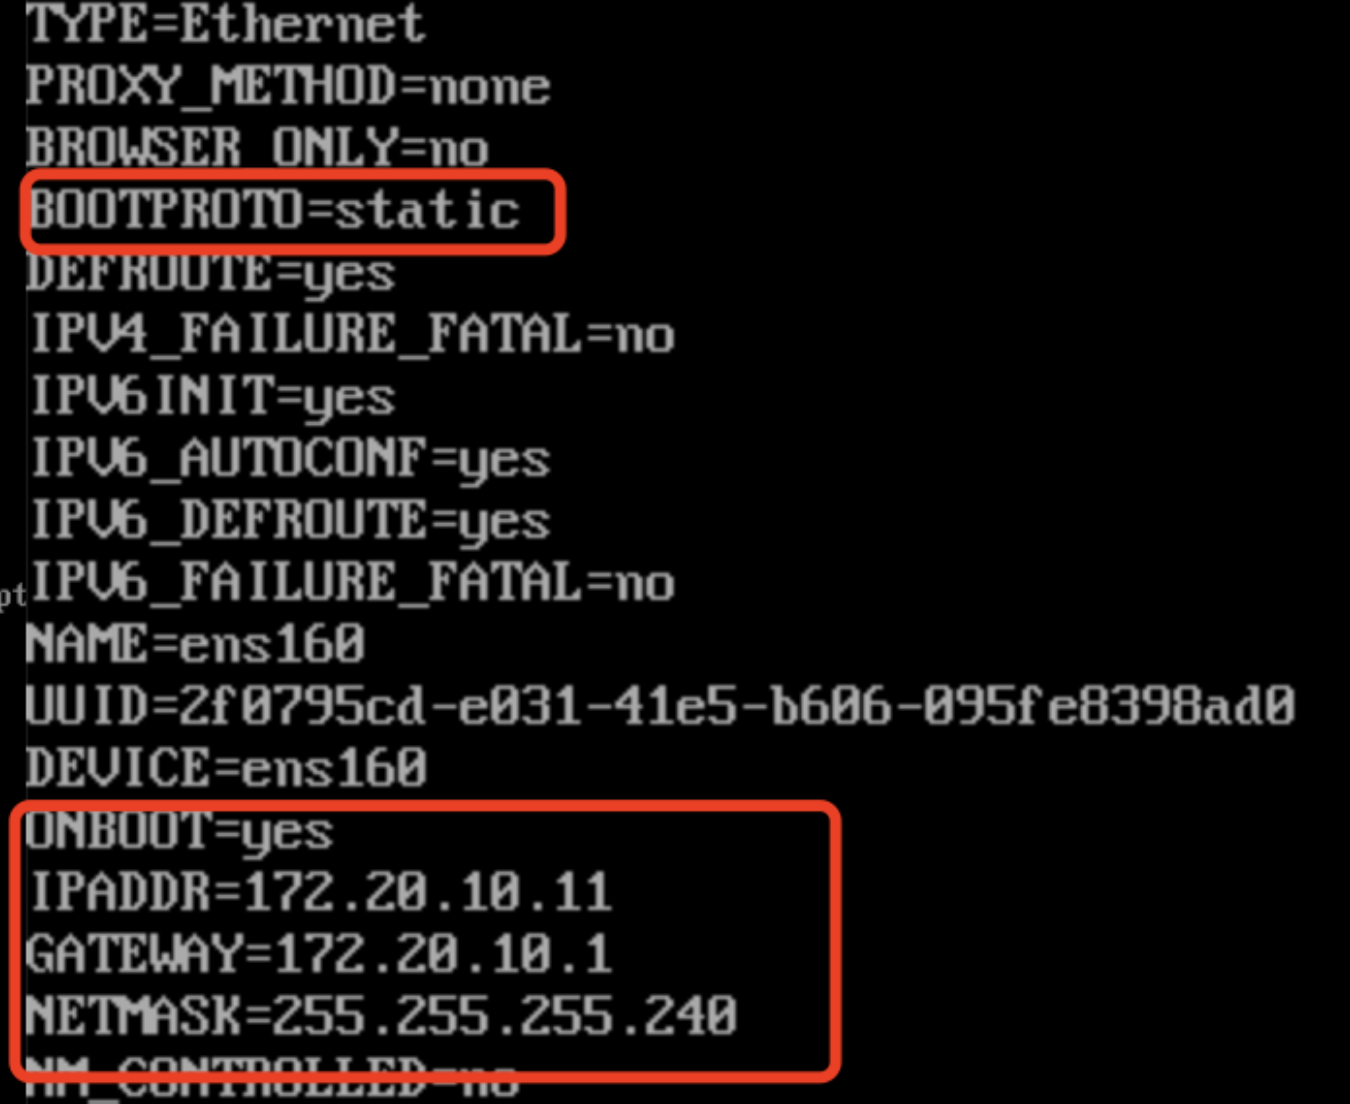 TYPE=Ethernet
PROXY_METHOD=none
BROWSER_ONLY=no
BOOTPROTO=static
DEFROUTE=yes
IPV4_FAILURE_FATAL=no
IPV6INIT=yes
IPV6_AUTOCONF=yes
IPV6_DEFROUTE=yes
pt
IPV6_FAILURE_FATAL=no
NAME=ens160
UUID=2f0795cd-e031-41e5-b606-095fe8398ad0
DEVICE=ens160
ONBOOT=yes
IPADDR=172.20.10.11
GATEWAY=172.20.10.1
NETMASK=255.255.255.240
NM_CONTROLLED=no